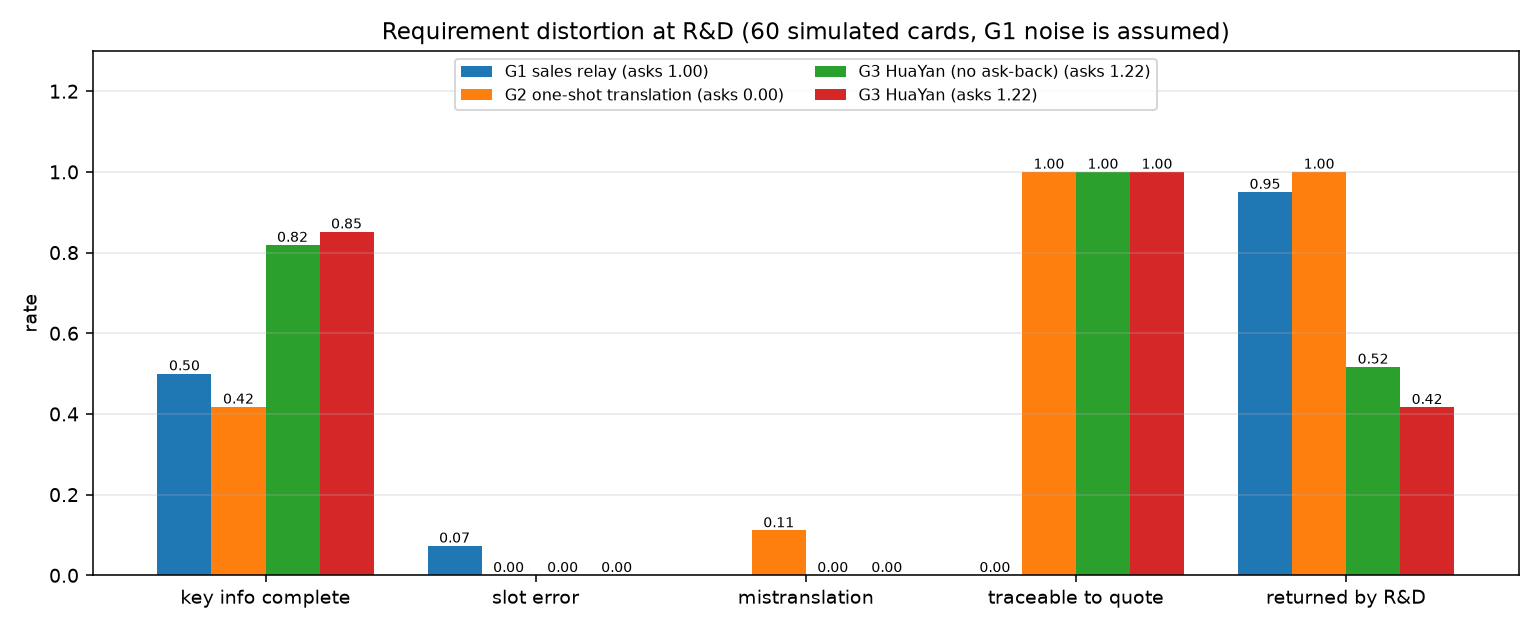 Requirement distortion at R&D (60 simulated cards, G1 noise is assumed)
G1 sales relay (asks 1.00)
G2 one-shot translation (asks 0.00)
G3 HuaYan (no ask-back) (asks 1.22)
G3 HuaYan (asks 1.22)
rate
1.2
1.0
0.8
0.6
0.4
0.2
0.0
0.50
0.42
0.82
0.85
0.07
0.00
0.00
0.00
0.11
0.00
0.00
0.00
1.00
1.00
1.00
0.95
1.00
0.52
0.42
key info complete
slot error
mistranslation
traceable to quote
returned by R&D